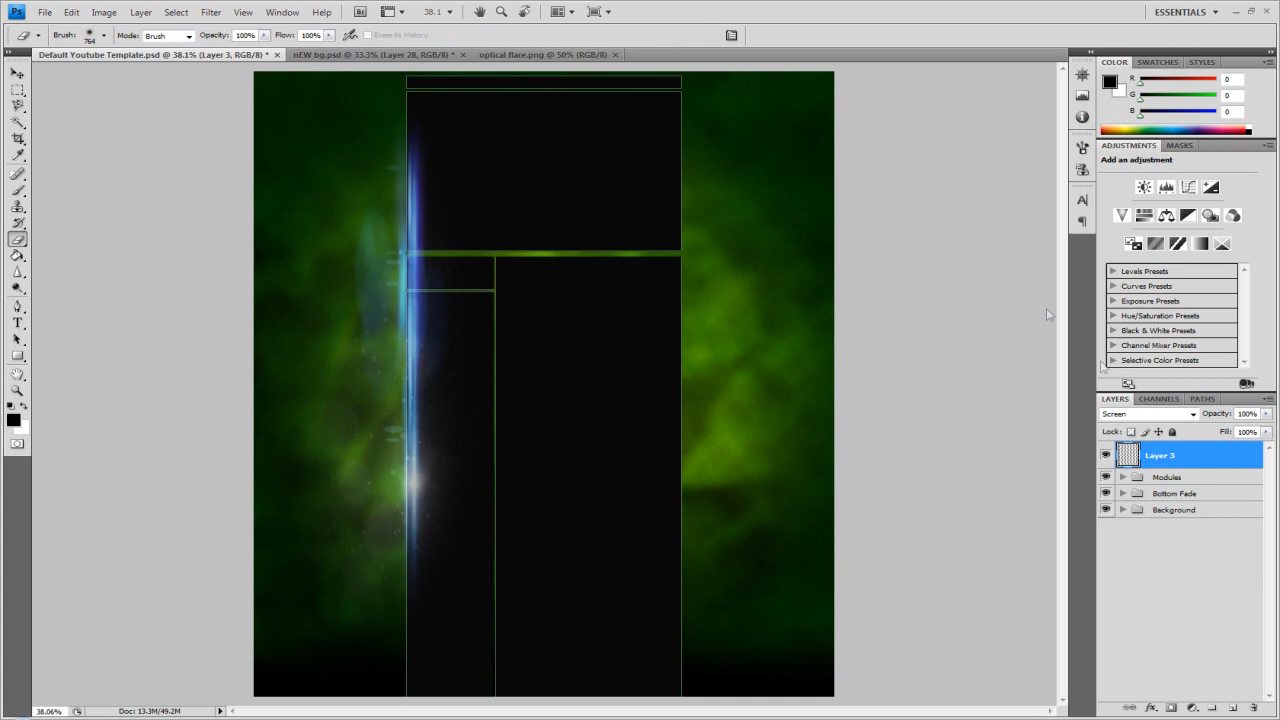 Ps File Edit Image Layer Select Filter View Window Help Br 38.1 ESSENTIALS
Brush: 764 Mode: Brush Opacity: 100% Flow: 100% Erase to History
Default Youtube Template.psd @ 38.1% (Layer 3, RGB/8) * × nEW bg.psd @ 33.3% (Layer 28, RGB/8) * × optical flare.png @ 50% (RGB/8) ×
COLOR SWATCHES STYLES
R 0
G 0
B 0
ADJUSTMENTS MASKS
Add an adjustment
Levels Presets
Curves Presets
Exposure Presets
Hue/Saturation Presets
Black & White Presets
Channel Mixer Presets
Selective Color Presets
LAYERS CHANNELS PATHS
Screen Opacity: 100%
Lock: Fill: 100%
Layer 3
Modules
Bottom Fade
Background
38.06% Doc: 13.3M/49.2M